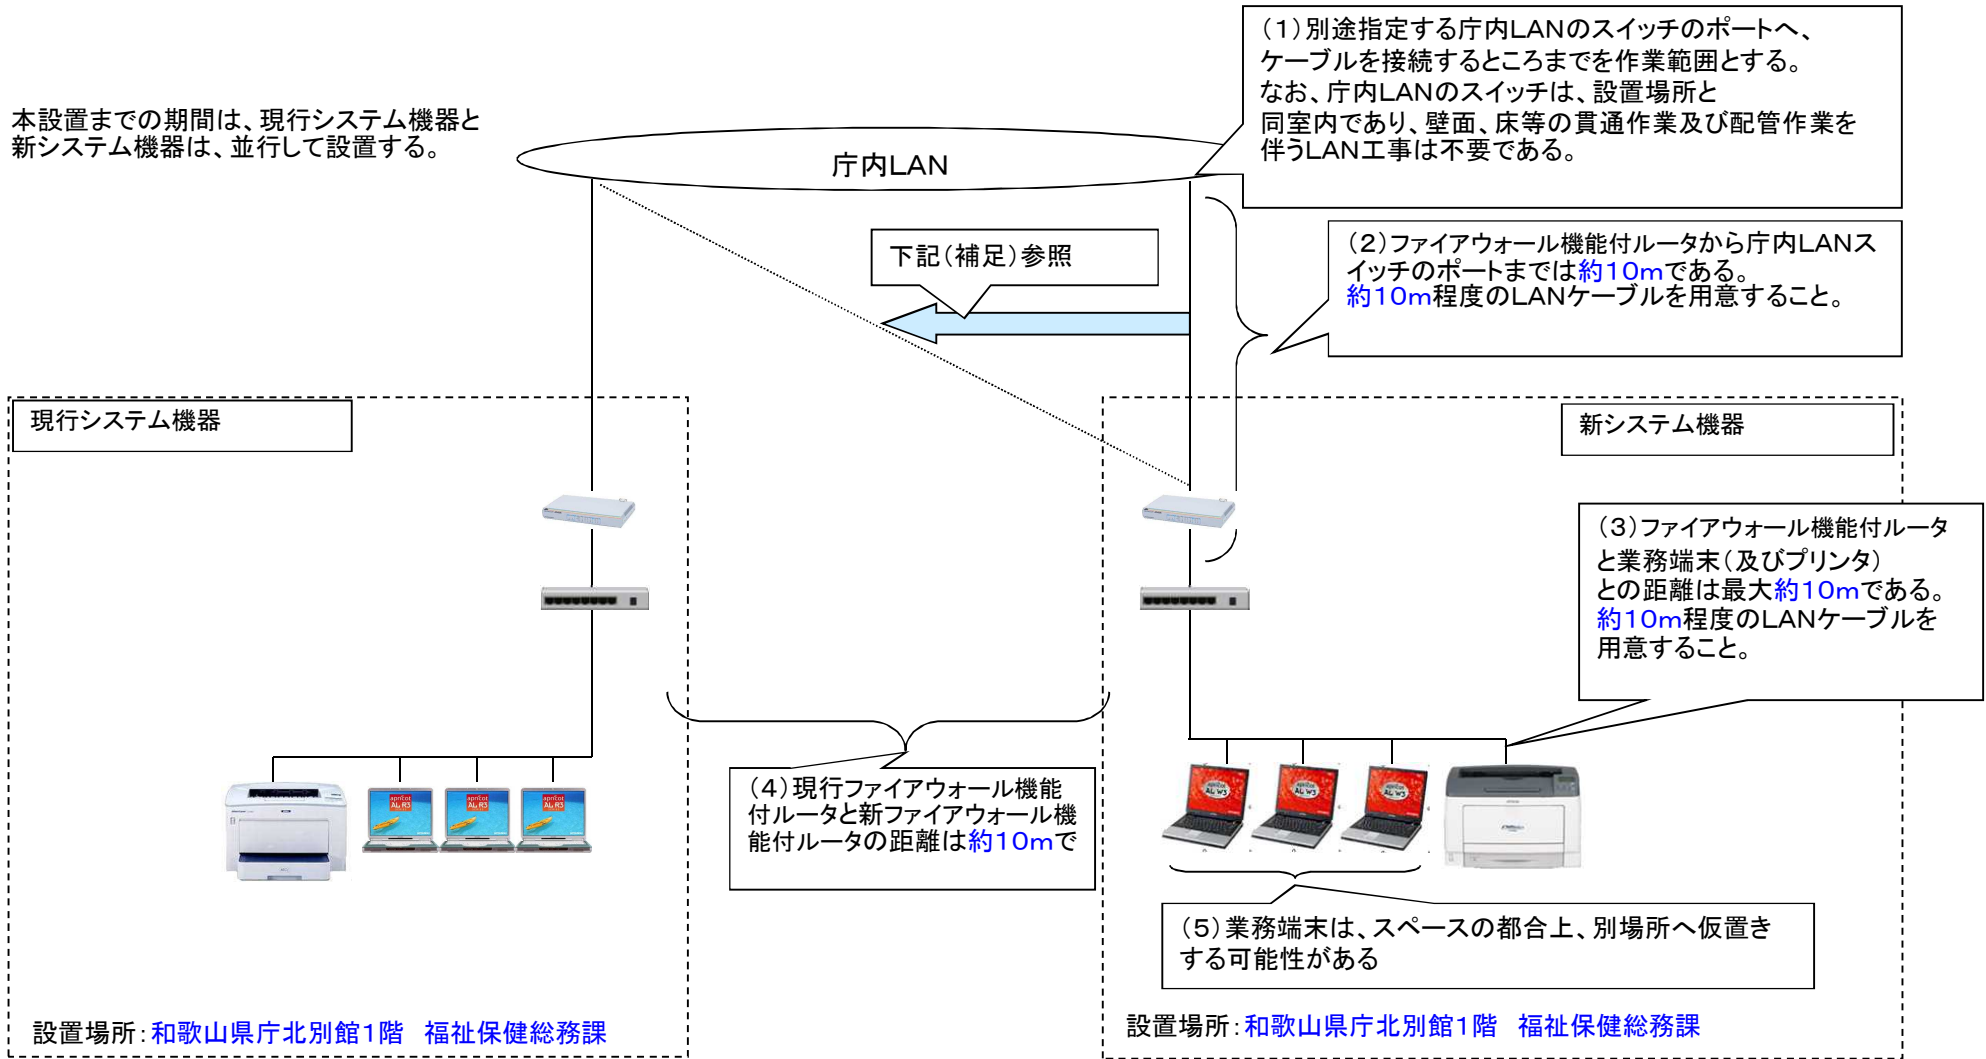 (1)別途指定する庁内LANのスイッチのポートへ、
ケーブルを接続するところまでを作業範囲とする。
なお、庁内LANのスイッチは、設置場所と
同室内であり、壁面、床等の貫通作業及び配管作業を
伴うLAN工事は不要である。
本設置までの期間は、現行システム機器と
新システム機器は、並行して設置する。
庁内LAN
(2)ファイアウォール機能付ルータから庁内LANス
イッチのポートまでは約10mである。
約10m程度のLANケーブルを用意すること。
下記(補足)参照
現行システム機器
新システム機器
(3)ファイアウォール機能付ルータ
と業務端末(及びプリンタ)
との距離は最大約10mである。
約10m程度のLANケーブルを
用意すること。
(4)現行ファイアウォール機能
付ルータと新ファイアウォール機
能付ルータの距離は約10mで
apricot
AL R3
apricot
AL R3
apricot
AL R3
apricot
AL W3
apricot
AL W3
apricot
AL W3
(5)業務端末は、スペースの都合上、別場所へ仮置き
する可能性がある
設置場所:和歌山県庁北別館1階 福祉保健総務課
設置場所:和歌山県庁北別館1階 福祉保健総務課